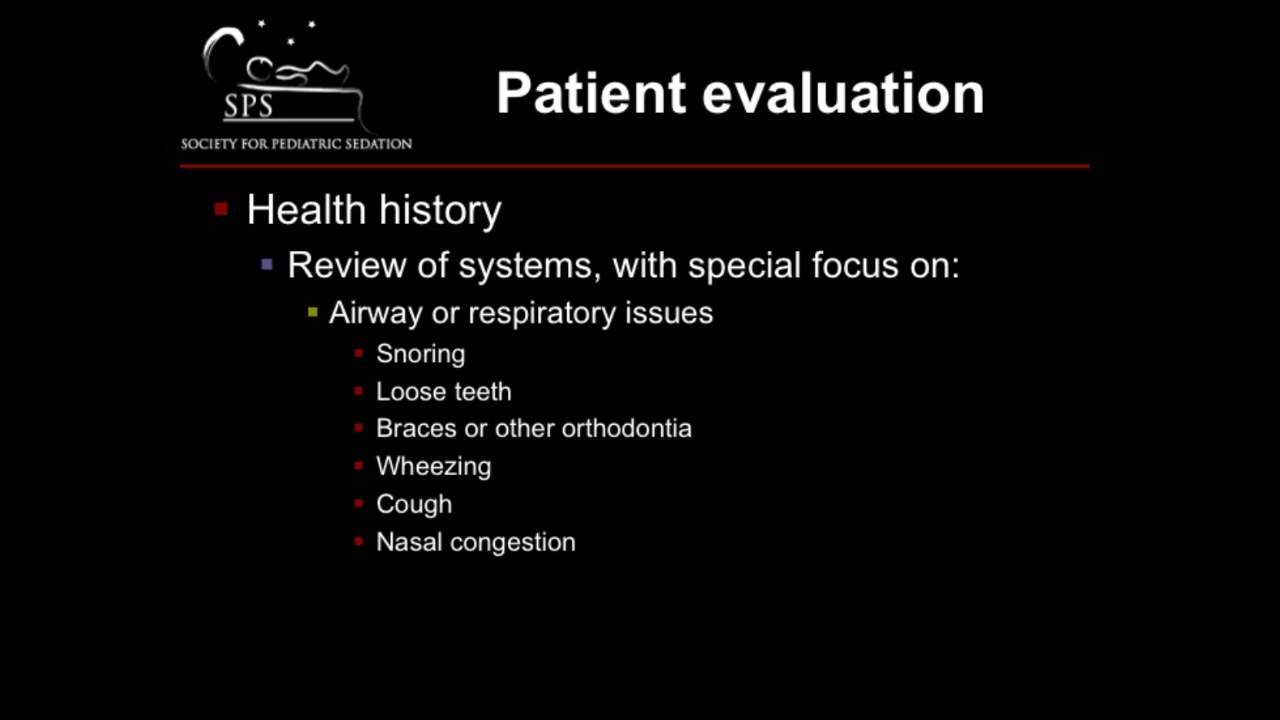 SPS
SOCIETY FOR PEDIATRIC SEDATION
Patient evaluation
Health history
Review of systems, with special focus on:
Airway or respiratory issues
Snoring
Loose teeth
Braces or other orthodontia
Wheezing
Cough
Nasal congestion